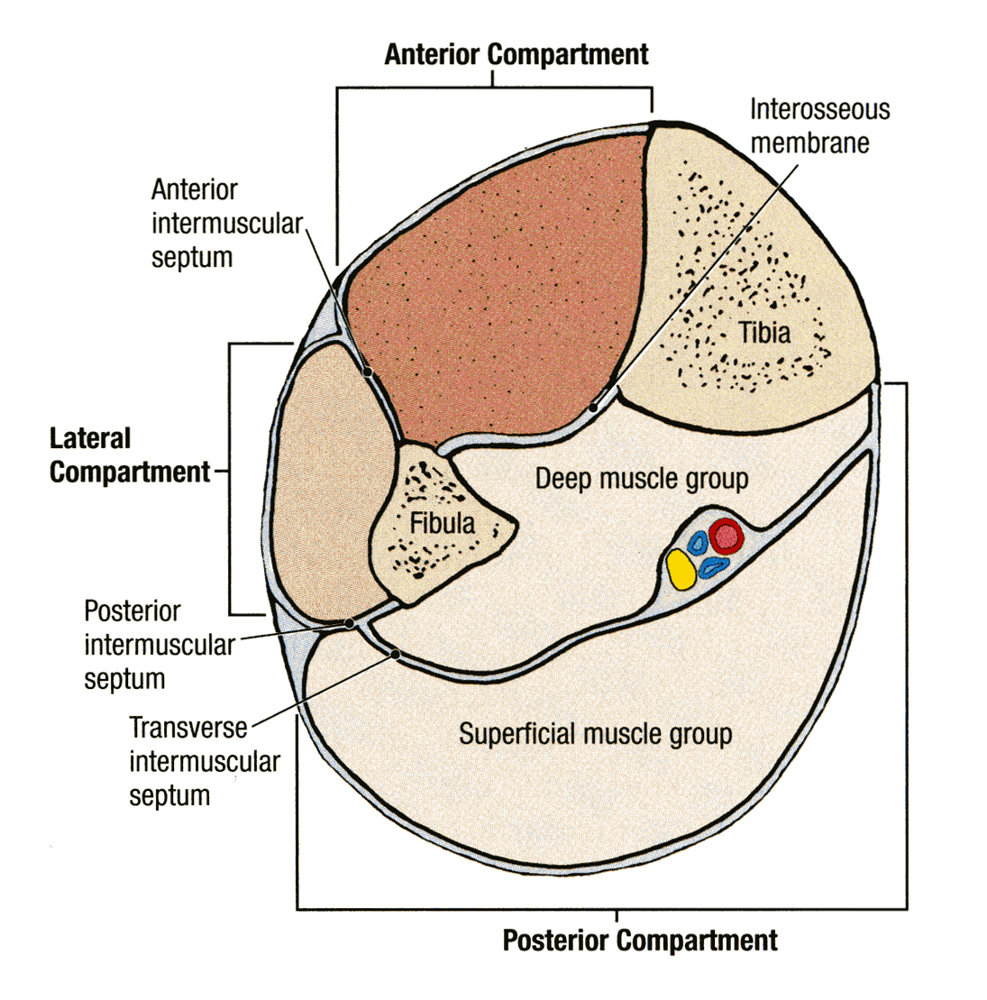 Anterior Compartment
Interosseous
membrane
Anterior
intermuscular
septum
Tibia
Lateral
Compartment
Deep muscle group
Fibula
Posterior
intermuscular
septum
Transverse
intermuscular
septum
Superficial muscle group
Posterior Compartment